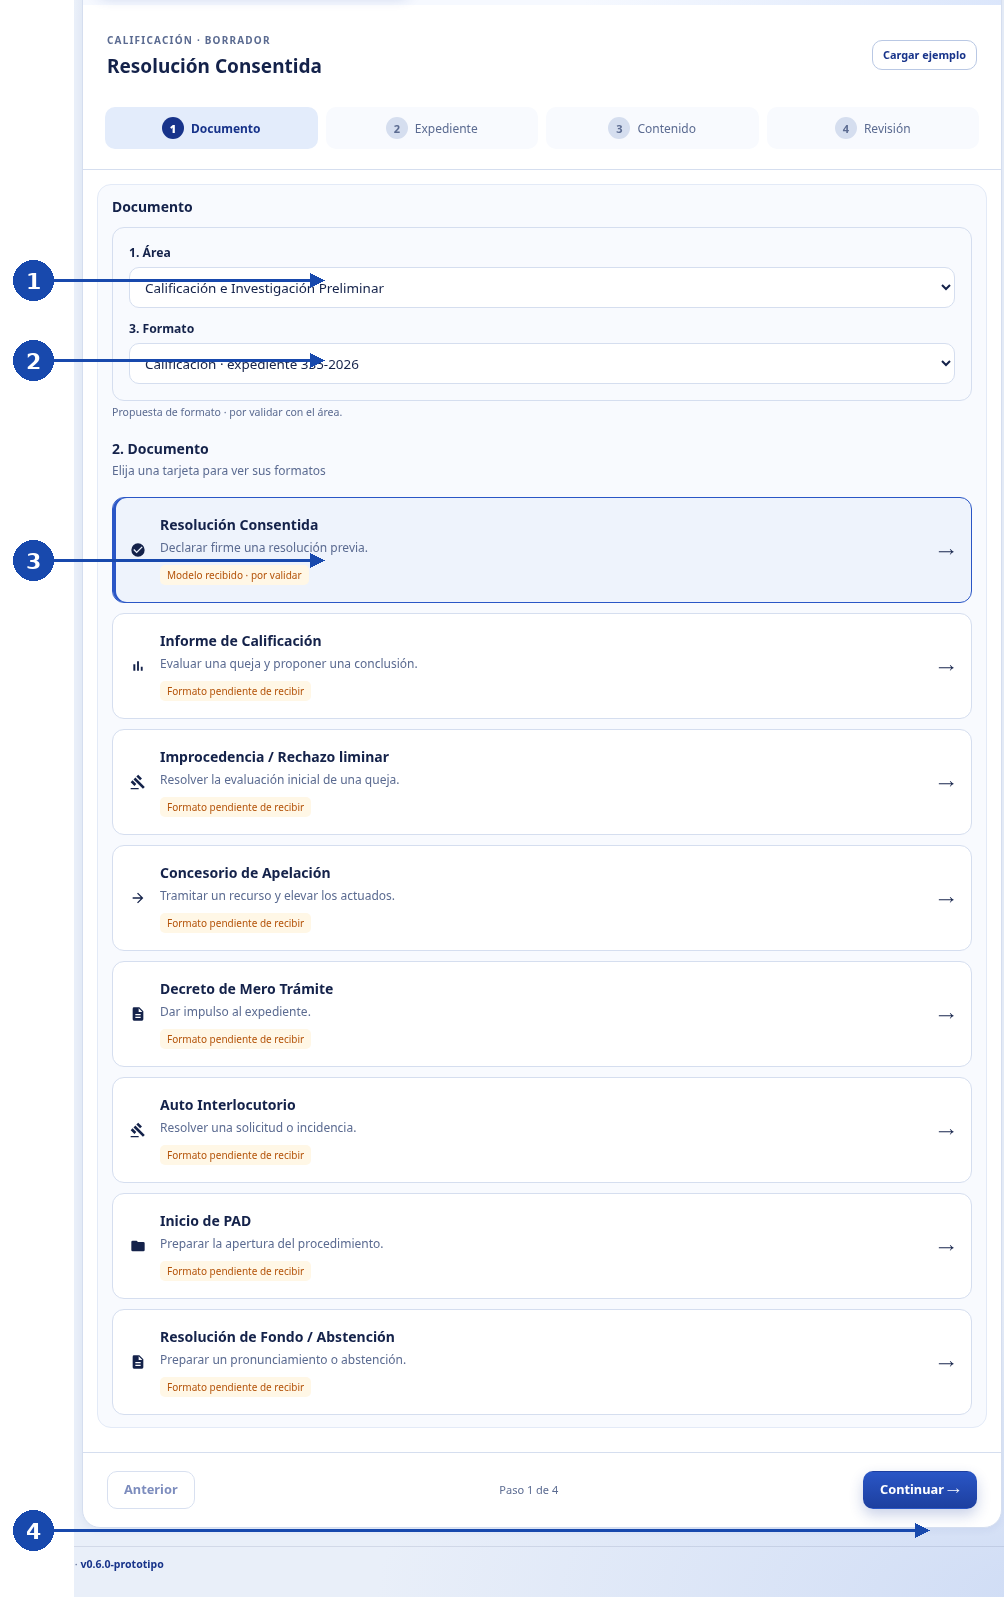 CALIFICACIÓN · BORRADOR
Resolución Consentida
Cargar ejemplo
1 Documento
2 Expediente
3 Contenido
4 Revisión
Documento
1. Área
1
Calificación e Investigación Preliminar
3. Formato
2
Calificación · expediente 335-2026
Propuesta de formato · por validar con el área.
2. Documento
Elija una tarjeta para ver sus formatos
Resolución Consentida
Declarar firme una resolución previa.
→
3
Modelo recibido · por validar
Informe de Calificación
Evaluar una queja y proponer una conclusión.
→
Formato pendiente de recibir
Improcedencia / Rechazo liminar
Resolver la evaluación inicial de una queja.
→
Formato pendiente de recibir
Concesorio de Apelación
Tramitar un recurso y elevar los actuados.
→
Formato pendiente de recibir
Decreto de Mero Trámite
Dar impulso al expediente.
→
Formato pendiente de recibir
Auto Interlocutorio
Resolver una solicitud o incidencia.
→
Formato pendiente de recibir
Inicio de PAD
Preparar la apertura del procedimiento.
→
Formato pendiente de recibir
Resolución de Fondo / Abstención
Preparar un pronunciamiento o abstención.
→
Formato pendiente de recibir
Anterior
Paso 1 de 4
Continuar →
4
· v0.6.0-prototipo